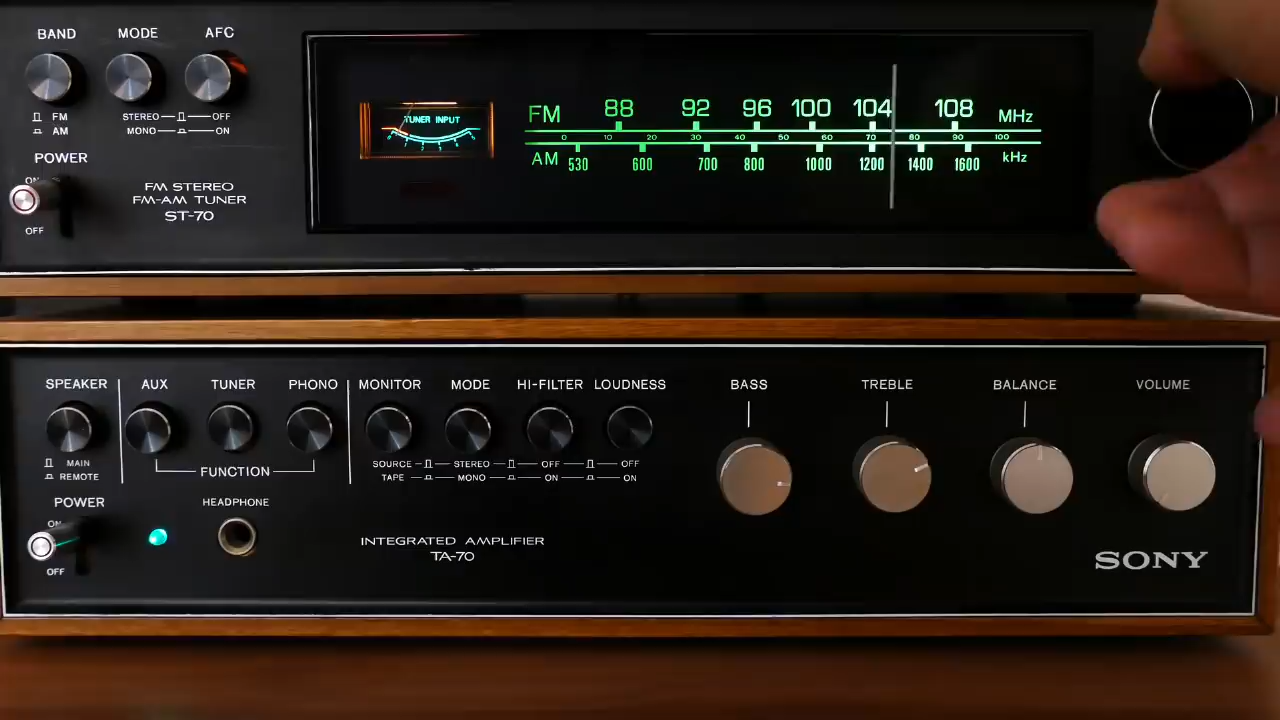 BAND MODE AFC
FM STEREO OFF
AM MONO ON
POWER
ON
OFF
FM STEREO
FM-AM TUNER
ST-70
TUNER INPUT
FM 88 92 96 100 104 108 MHz
0 10 20 30 40 50 60 70 80 90 100
AM 530 600 700 800 1000 1200 1400 1600 kHz
SPEAKER AUX TUNER PHONO MONITOR MODE HI-FILTER LOUDNESS BASS TREBLE BALANCE VOLUME
MAIN
REMOTE
FUNCTION
SOURCE STEREO OFF OFF
TAPE MONO ON ON
POWER
ON
OFF
HEADPHONE
INTEGRATED AMPLIFIER
TA-70
SONY